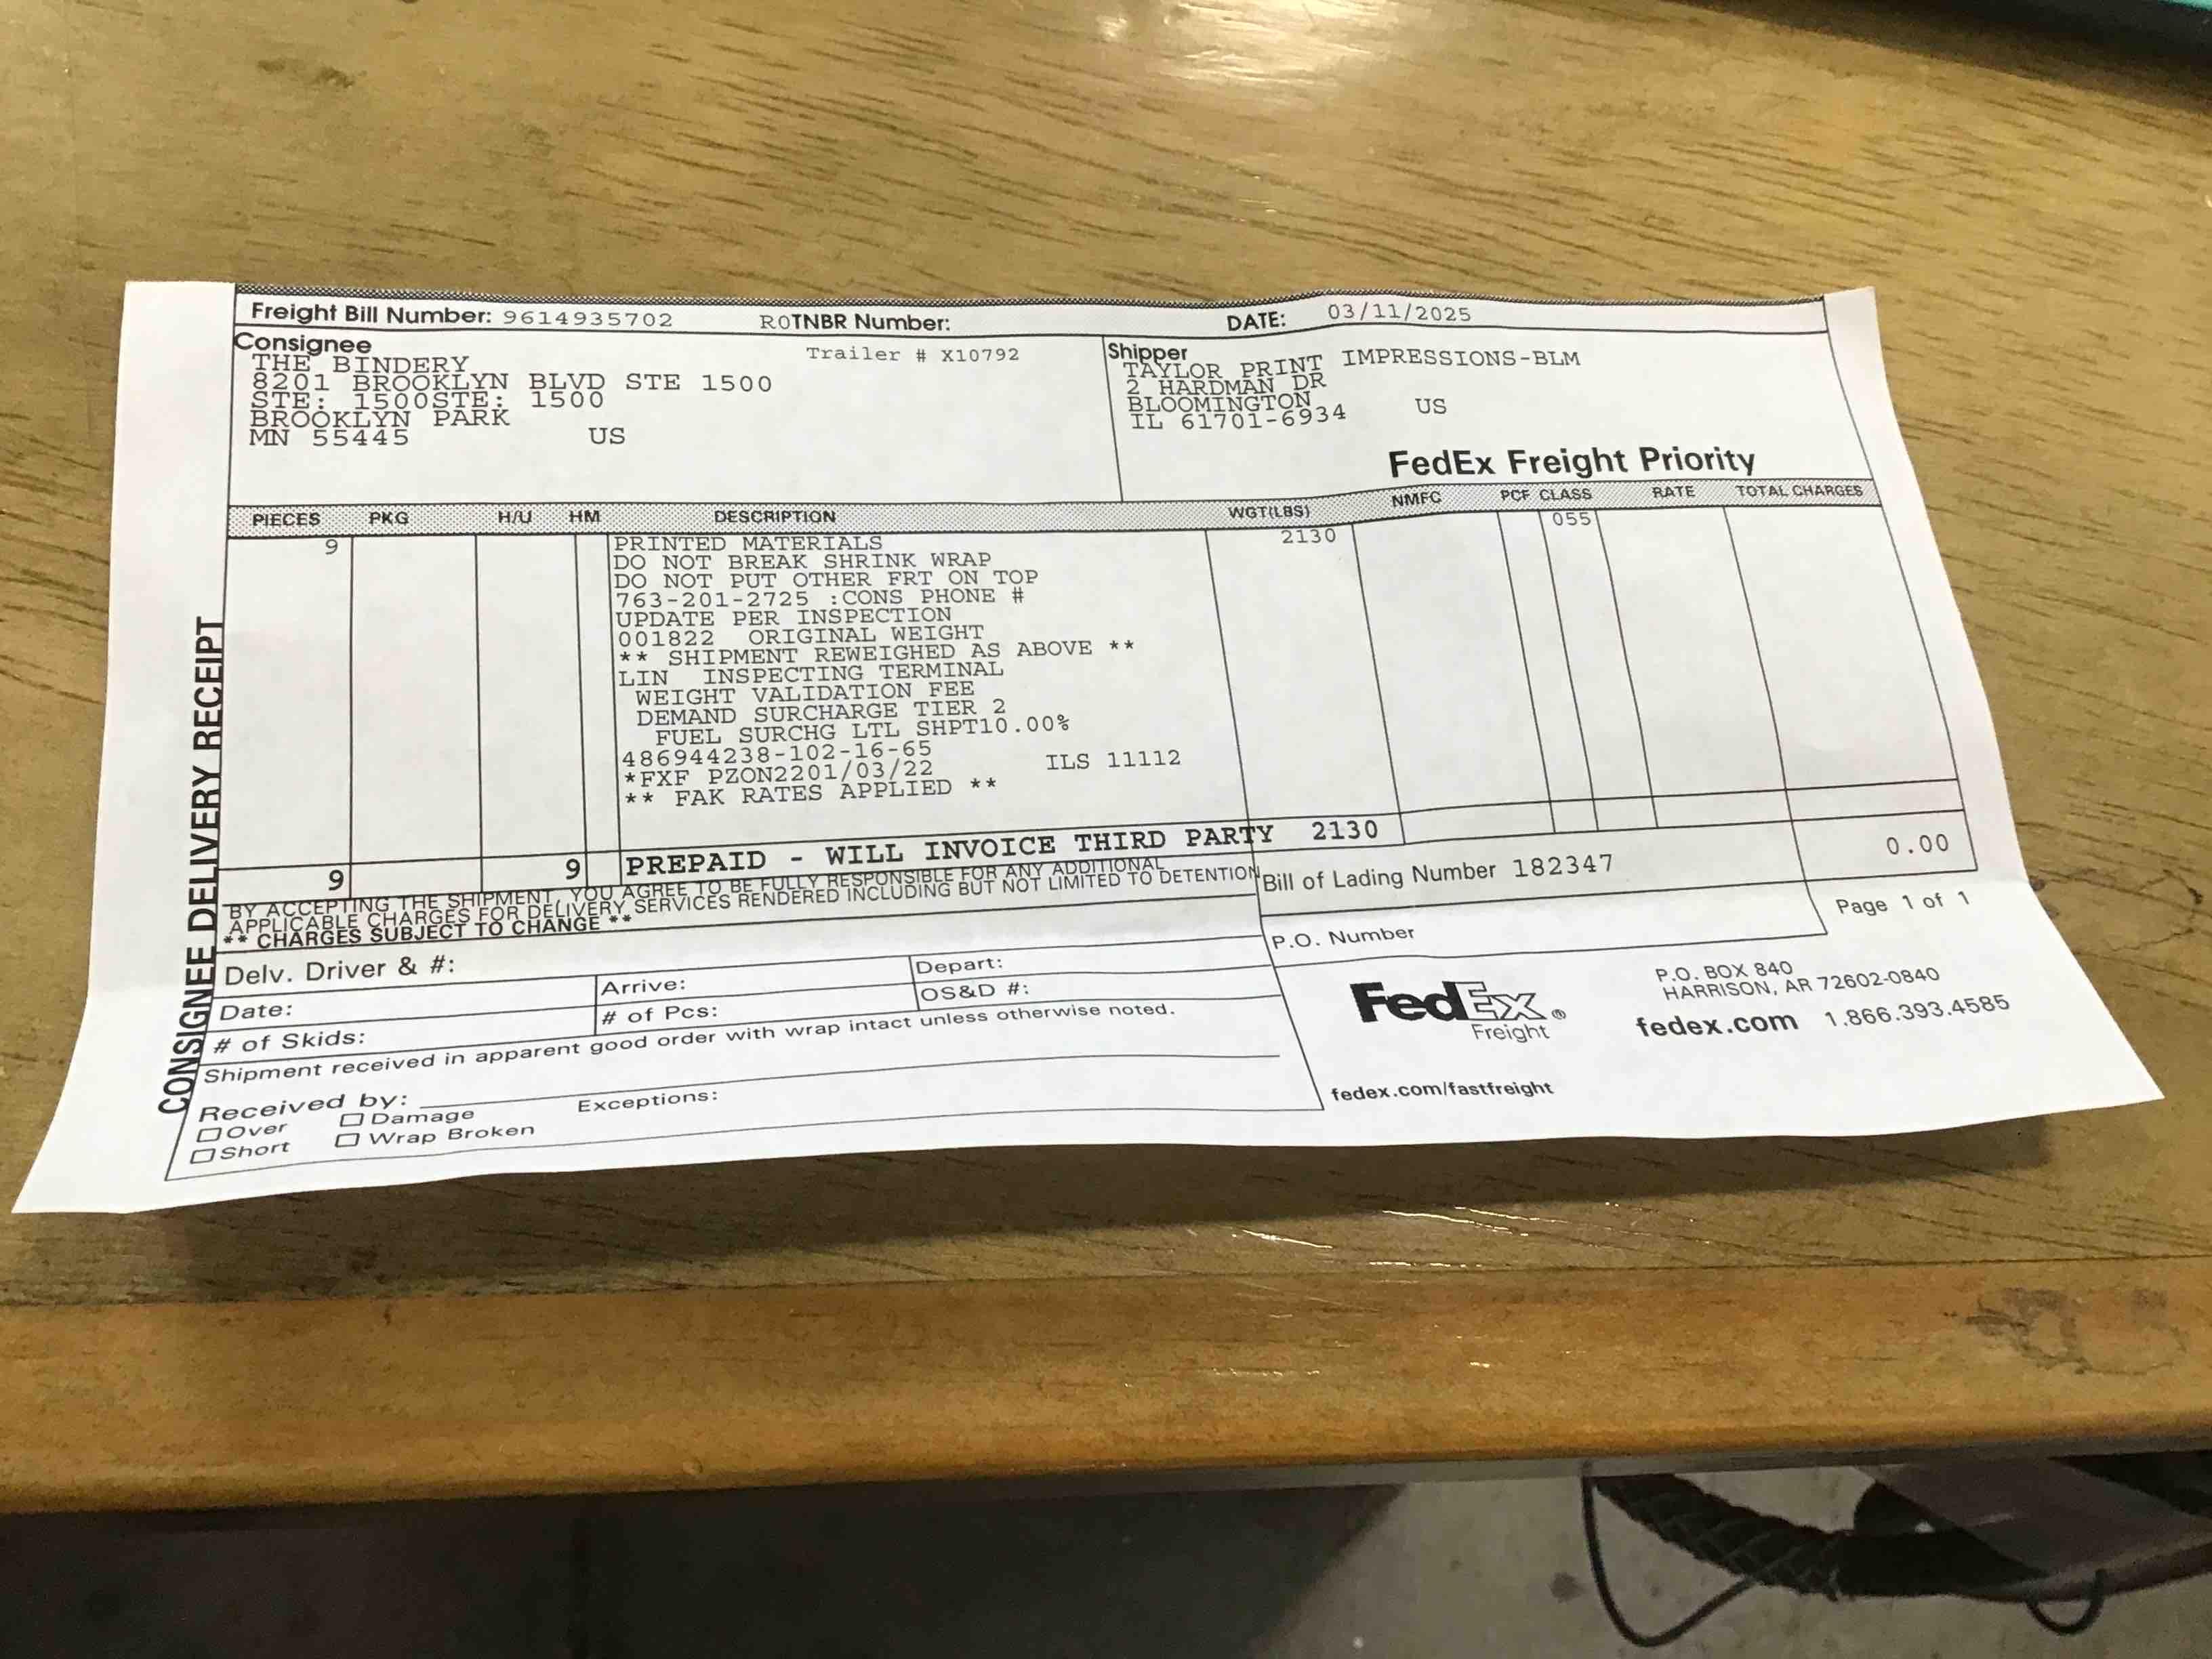 Freight Bill Number: 9614935702 ROTNBR Number: DATE: 03/11/2025
Consignee
THE BINDERY
8201 BROOKLYN BLVD STE 1500
STE: 1500STE: 1500
BROOKLYN PARK
MN 55445 US
Trailer # X10792
Shipper
TAYLOR PRINT IMPRESSIONS-BLM
2 HARDMAN DR
BLOOMINGTON
IL 61701-6934 US
FedEx Freight Priority
PIECES PKG H/U HM DESCRIPTION WGT(LBS) NMFC PCF CLASS RATE TOTAL CHARGES
9 PRINTED MATERIALS 2130 055
DO NOT BREAK SHRINK WRAP
DO NOT PUT OTHER FRT ON TOP
763-201-2725 :CONS PHONE #
UPDATE PER INSPECTION
001822 ORIGINAL WEIGHT
** SHIPMENT REWEIGHED AS ABOVE **
LIN INSPECTING TERMINAL
WEIGHT VALIDATION FEE
DEMAND SURCHARGE TIER 2
FUEL SURCHG LTL SHPT10.00%
486944238-102-16-65
*FXF PZON2201/03/22 ILS 11112
** FAK RATES APPLIED **
9 9 PREPAID - WILL INVOICE THIRD PARTY 2130
BY ACCEPTING THE SHIPMENT, YOU AGREE TO BE FULLY RESPONSIBLE FOR ANY ADDITIONAL
APPLICABLE CHARGES FOR DELIVERY SERVICES RENDERED INCLUDING BUT NOT LIMITED TO DETENTION
** CHARGES SUBJECT TO CHANGE **
Bill of Lading Number 182347 0.00
P.O. Number
Page 1 of 1
CONSIGNEE DELIVERY RECEIPT
Delv. Driver & #:
Date: Arrive: Depart:
# of Skids: # of Pcs: OS&D #:
Shipment received in apparent good order with wrap intact unless otherwise noted.
Received by:
Over Damage Exceptions:
Short Wrap Broken
FedEx®
Freight
P.O. BOX 840
HARRISON, AR 72602-0840
fedex.com 1.866.393.4585
fedex.com/fastfreight